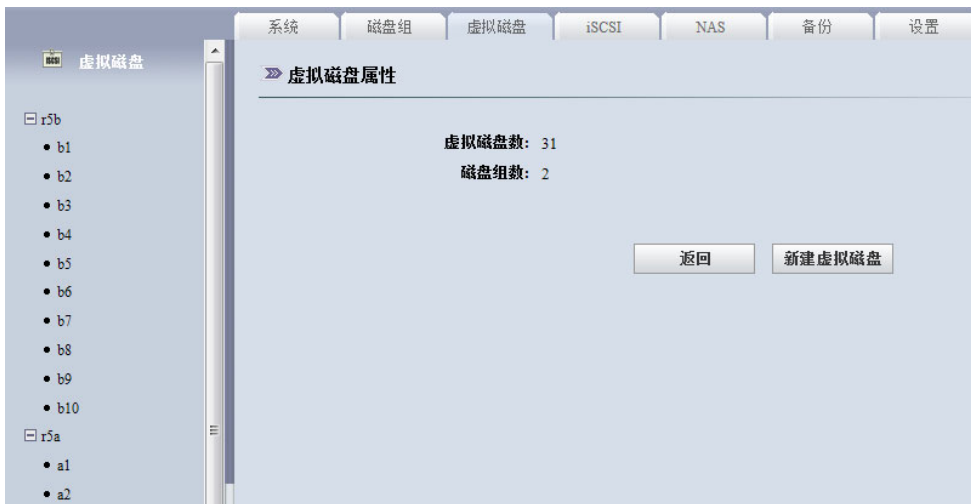 系统 磁盘组 虚拟磁盘 iSCSI NAS 备份 设置
虚拟磁盘
r5b
b1
b2
b3
b4
b5
b6
b7
b8
b9
b10
r5a
a1
a2
虚拟磁盘属性
虚拟磁盘数: 31
磁盘组数: 2
返回 新建虚拟磁盘